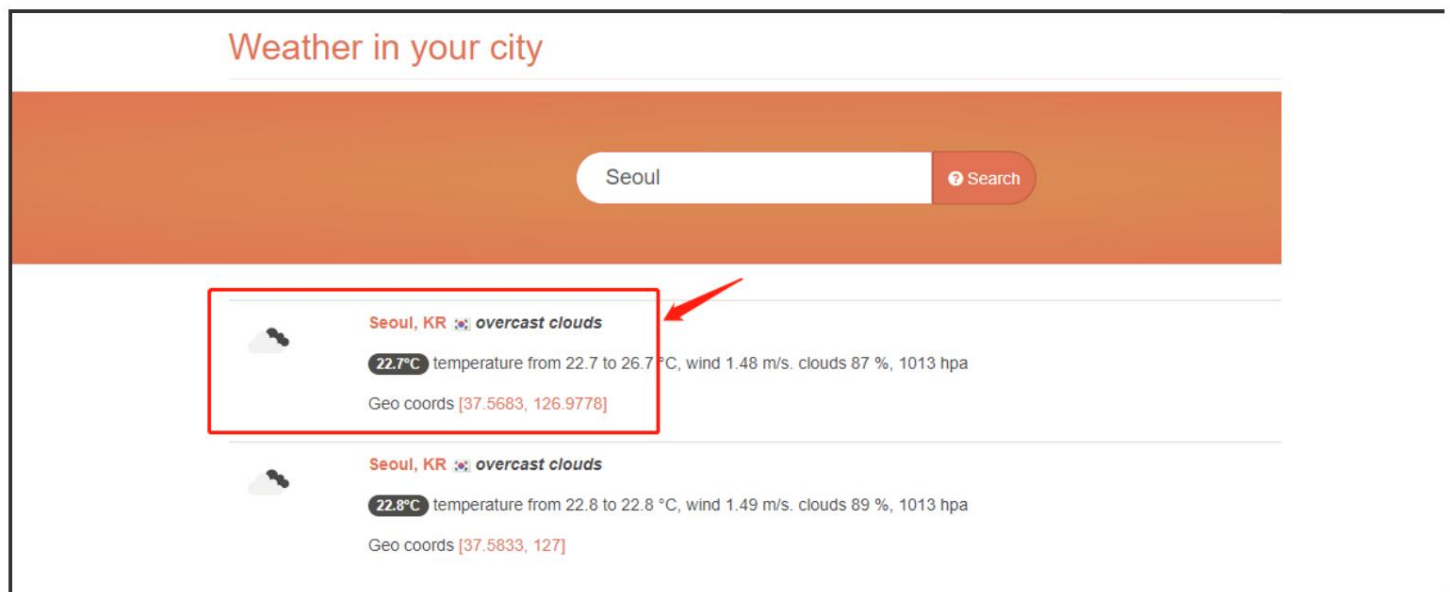 Weather in your city
Seoul
Search
Seoul, KR overcast clouds
22.7°C temperature from 22.7 to 26.7 °C, wind 1.48 m/s. clouds 87 %, 1013 hpa
Geo coords [37.5683, 126.9778]
Seoul, KR overcast clouds
22.8°C temperature from 22.8 to 22.8 °C, wind 1.49 m/s. clouds 89 %, 1013 hpa
Geo coords [37.5833, 127]